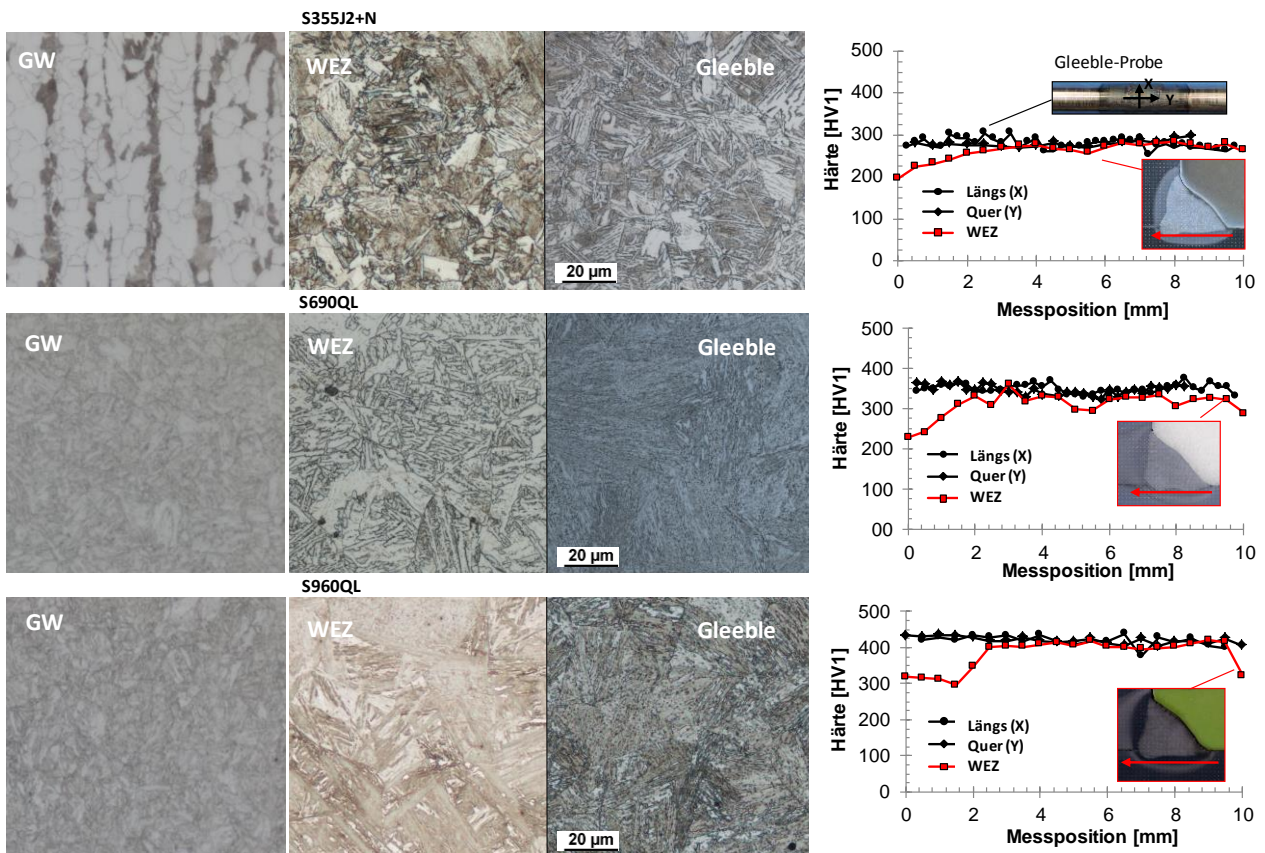 S355J2+N
GW
WEZ
Gleeble
20 µm
500
400
300
200
100
0
Härte [HV1]
Gleeble-Probe
X
Y
Längs (X)
Quer (Y)
WEZ
0 2 4 6 8 10
Messposition [mm]
S690QL
GW
WEZ
Gleeble
20 µm
500
400
300
200
100
00
Härte [HV1]
Längs (X)
Quer (Y)
WEZ
0 2 4 6 8 10
Messposition [mm]
S960QL
GW
WEZ
Gleeble
20 µm
500
400
300
200
100
0
Härte [HV1]
Längs (X)
Quer (Y)
WEZ
0 2 4 6 8 10
Messposition [mm]